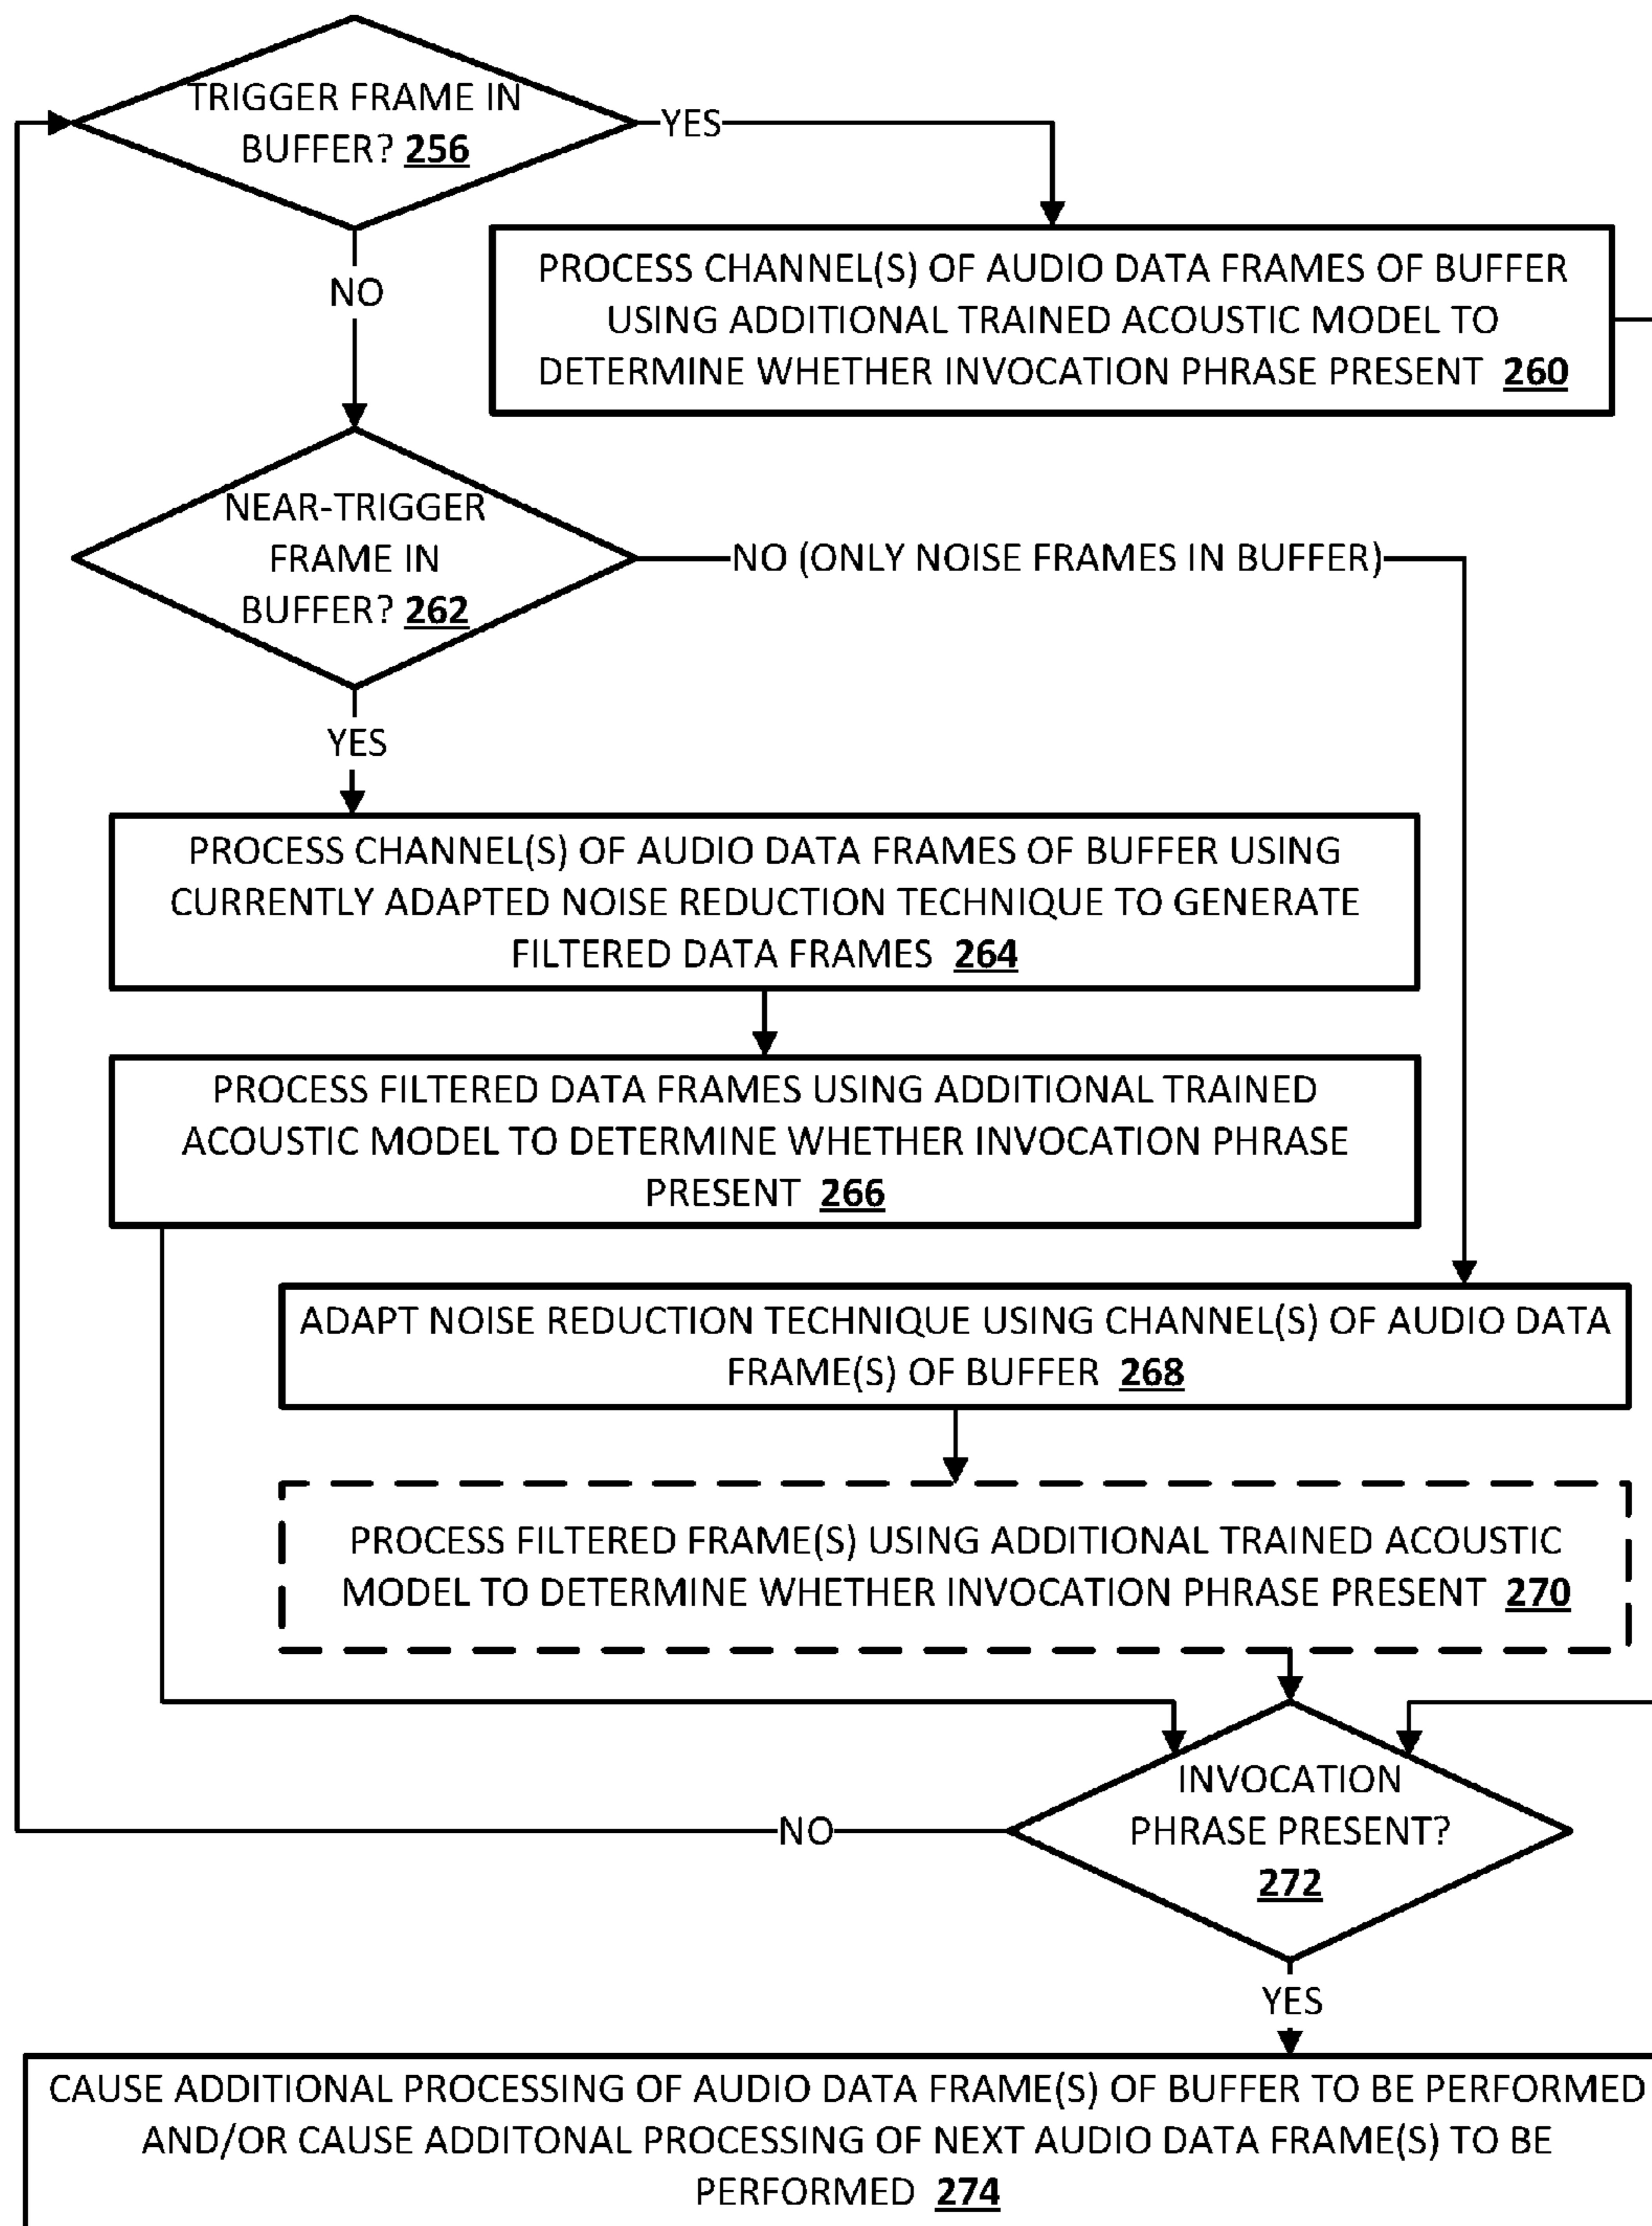 TRIGGER FRAME IN
BUFFER? 256
YES
NO
PROCESS CHANNEL(S) OF AUDIO DATA FRAMES OF BUFFER
USING ADDITIONAL TRAINED ACOUSTIC MODEL TO
DETERMINE WHETHER INVOCATION PHRASE PRESENT 260
NEAR-TRIGGER
FRAME IN
BUFFER? 262
NO (ONLY NOISE FRAMES IN BUFFER)
YES
PROCESS CHANNEL(S) OF AUDIO DATA FRAMES OF BUFFER USING
CURRENTLY ADAPTED NOISE REDUCTION TECHNIQUE TO GENERATE
FILTERED DATA FRAMES 264
PROCESS FILTERED DATA FRAMES USING ADDITIONAL TRAINED
ACOUSTIC MODEL TO DETERMINE WHETHER INVOCATION PHRASE
PRESENT 266
ADAPT NOISE REDUCTION TECHNIQUE USING CHANNEL(S) OF AUDIO DATA
FRAME(S) OF BUFFER 268
PROCESS FILTERED FRAME(S) USING ADDITIONAL TRAINED ACOUSTIC
MODEL TO DETERMINE WHETHER INVOCATION PHRASE PRESENT 270
INVOCATION
PHRASE PRESENT?
272
NO
YES
CAUSE ADDITIONAL PROCESSING OF AUDIO DATA FRAME(S) OF BUFFER TO BE PERFORMED
AND/OR CAUSE ADDITONAL PROCESSING OF NEXT AUDIO DATA FRAME(S) TO BE
PERFORMED 274